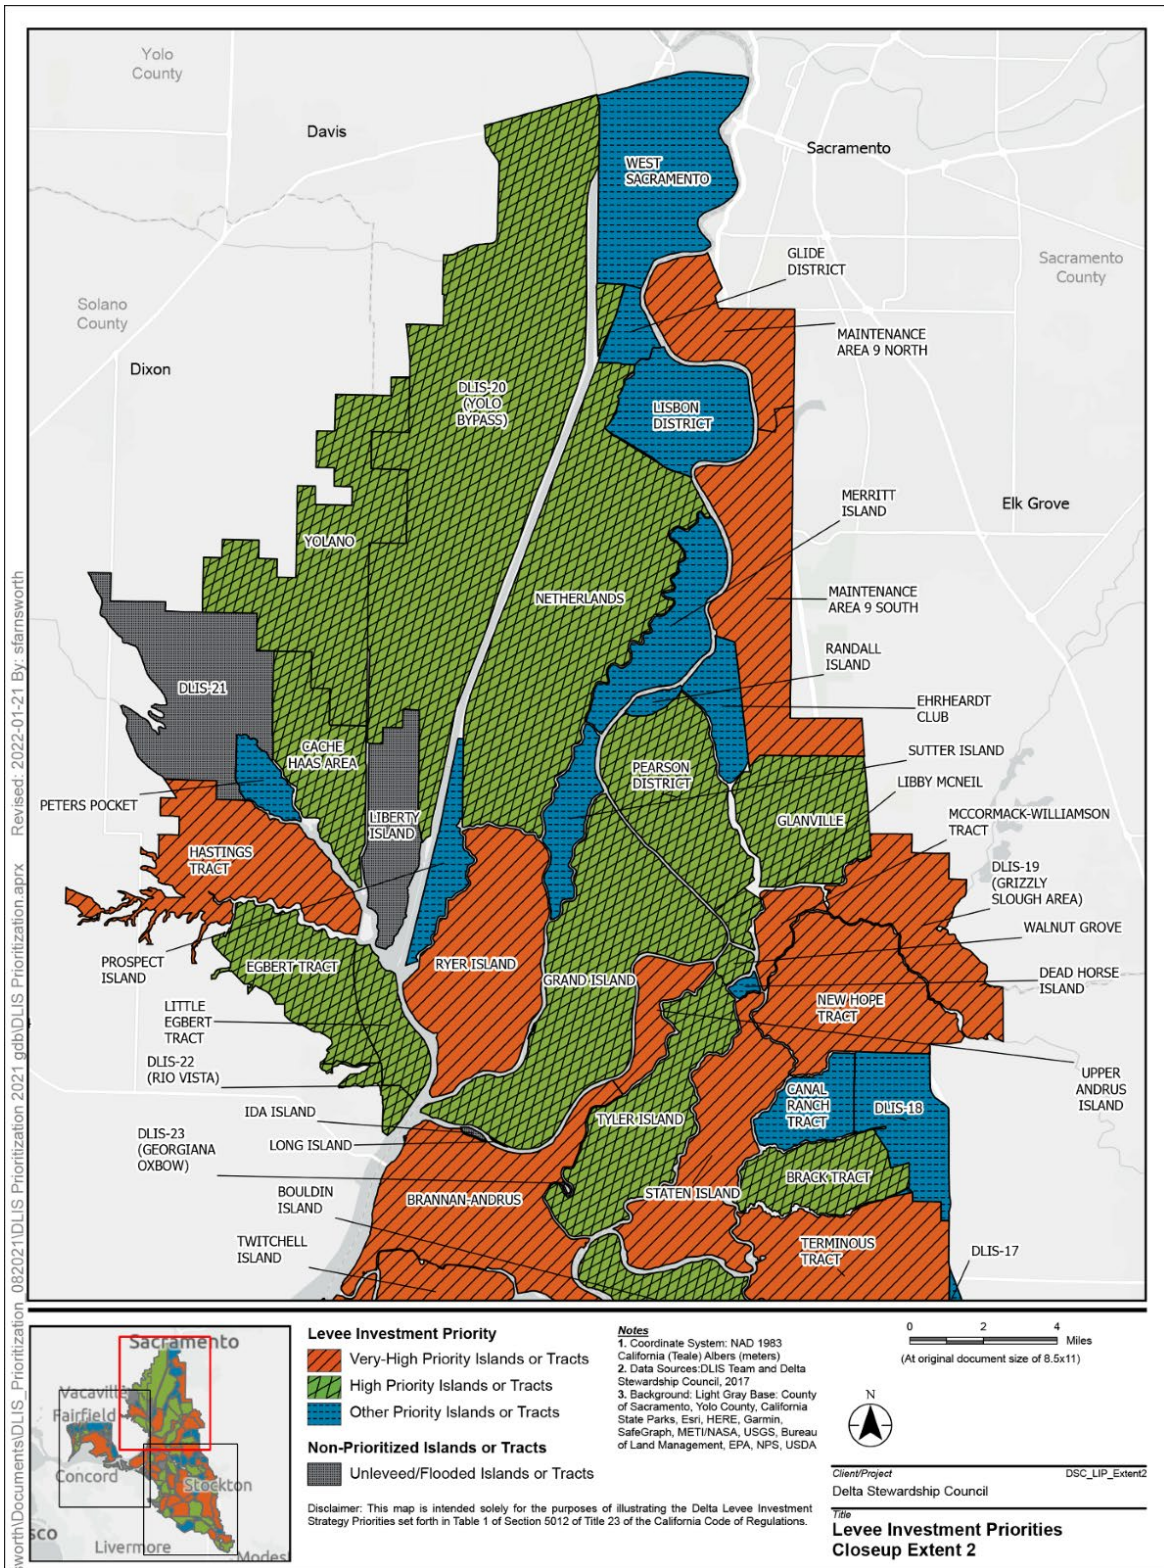 Yolo
County
Davis
Sacramento
WEST
SACRAMENTO
GLIDE
DISTRICT
Sacramento
County
Solano
County
MAINTENANCE
AREA 9 NORTH
Dixon
DLIS-20
(YOLO
BYPASS)
LISBON
DISTRICT
MERRITT
ISLAND
Elk Grove
YOLANO
NETHERLANDS
MAINTENANCE
AREA 9 SOUTH
RANDALL
ISLAND
DLIS-21
EHRHEARDT
CLUB
CACHE
HAAS AREA
PEARSON
DISTRICT
SUTTER ISLAND
LIBBY MCNEIL
PETERS POCKET
LIBERTY
ISLAND
GLANVILLE
MCCORMACK-WILLIAMSON
TRACT
HASTINGS
TRACT
DLIS-19
(GRIZZLY
SLOUGH AREA)
WALNUT GROVE
PROSPECT
ISLAND
EGBERT TRACT
RYER ISLAND
GRAND ISLAND
DEAD HORSE
ISLAND
NEW HOPE
TRACT
LITTLE
EGBERT
TRACT
DLIS-22
(RIO VISTA)
UPPER
ANDRUS
ISLAND
CANAL
RANCH
TRACT
DLIS-18
IDA ISLAND
TYLER ISLAND
DLIS-23
(GEORGIANA
OXBOW)
LONG ISLAND
BRACK TRACT
BOULDIN
ISLAND
BRANNAN-ANDRUS
STATEN ISLAND
TWITCHELL
ISLAND
TERMINOUS
TRACT
DLIS-17
sworth\Documents\DLIS_Prioritization_082021\DLIS Prioritization 2021 gdb\DLIS Prioritization.aprx Revised: 2022-01-21 By: sfarnsworth
Sacramento
Vacaville
Fairfield
Concord
Stockton
sco
Livermore
Modest
Levee Investment Priority
Very-High Priority Islands or Tracts
High Priority Islands or Tracts
Other Priority Islands or Tracts
Non-Prioritized Islands or Tracts
Unleveed/Flooded Islands or Tracts
Disclaimer: This map is intended solely for the purposes of illustrating the Delta Levee Investment
Strategy Priorities set forth in Table 1 of Section 5012 of Title 23 of the California Code of Regulations.
Notes
1. Coordinate System: NAD 1983
California (Teale) Albers (meters)
2. Data Sources:DLIS Team and Delta
Stewardship Council, 2017
3. Background: Light Gray Base: County
of Sacramento, Yolo County, California
State Parks, Esri, HERE, Garmin,
SafeGraph, METI/NASA, USGS, Bureau
of Land Management, EPA, NPS, USDA
0 2 4
Miles
(At original document size of 8.5x11)
N
Client/Project DSC_LIP_Extent2
Delta Stewardship Council
Title
Levee Investment Priorities
Closeup Extent 2